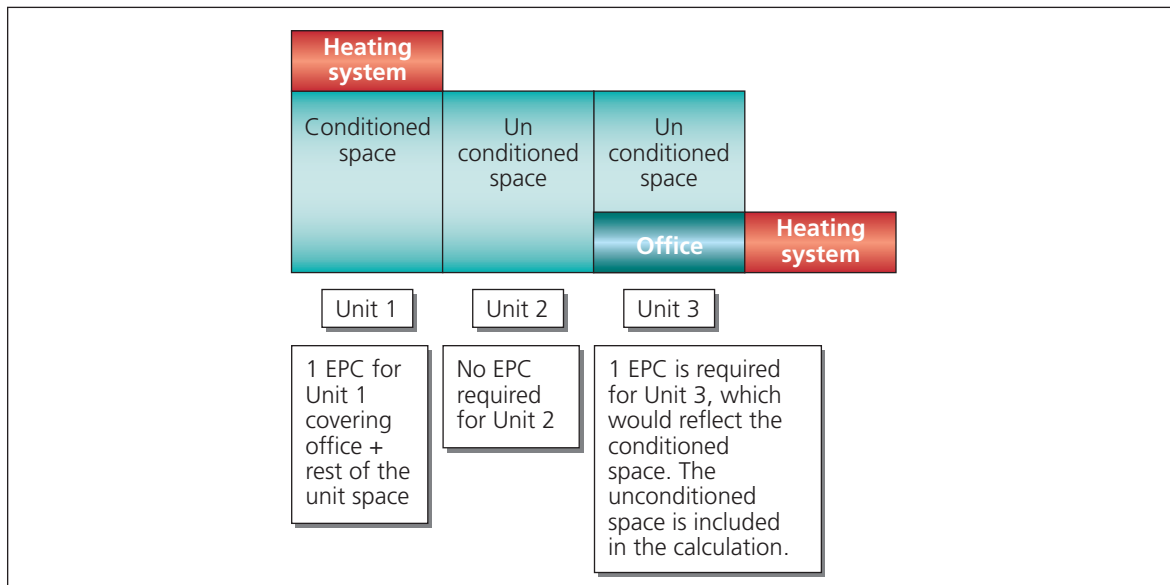 Heating
system
Conditioned
space
Un
conditioned
space
Un
conditioned
space
Office
Heating
system
Unit 1
Unit 2
Unit 3
1 EPC for
Unit 1
covering
office +
rest of the
unit space
No EPC
required
for Unit 2
1 EPC is required
for Unit 3, which
would reflect the
conditioned
space. The
unconditioned
space is included
in the calculation.